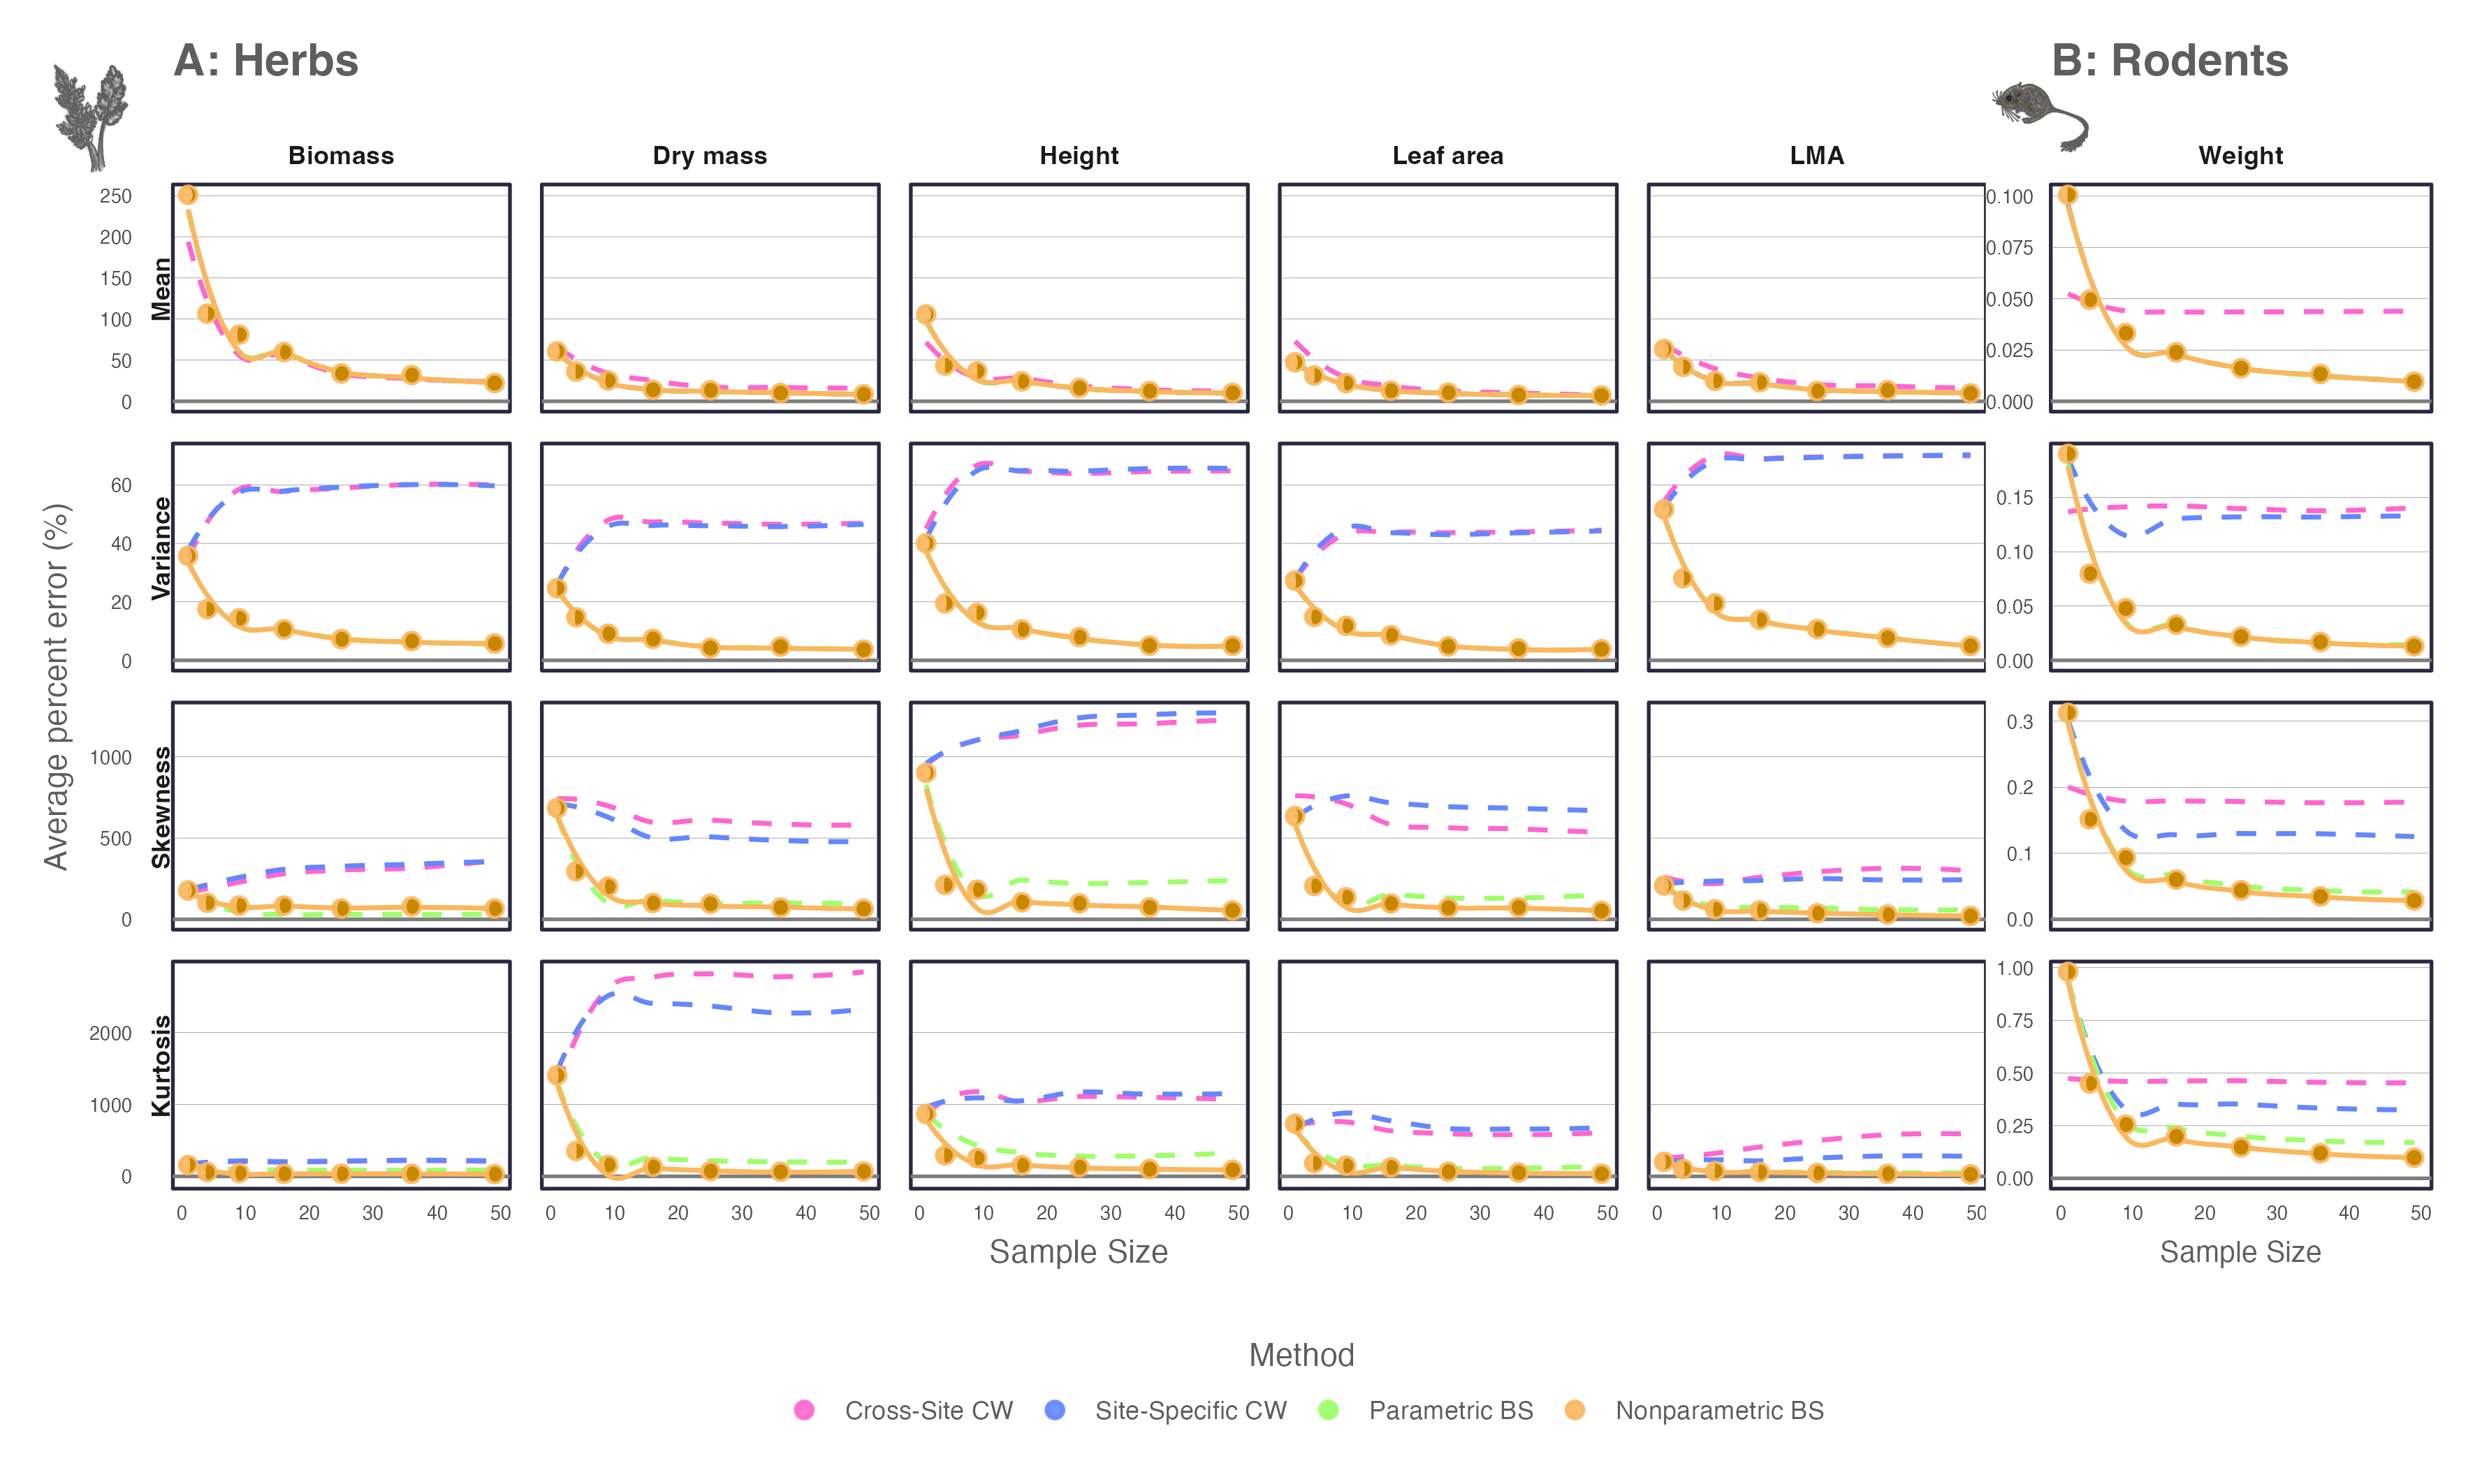 A: Herbs
B: Rodents
Biomass
Dry mass
Height
Leaf area
LMA
Weight
Average percent error (%)
Mean
250
200
150
100
50
0
0.100
0.075
0.050
0.025
0.000
Variance
60
40
20
0
0.15
0.10
0.05
0.00
Skewness
1000
500
0
0.3
0.2
0.1
0.0
Kurtosis
2000
1000
0
1.00
0.75
0.50
0.25
0.00
0 10 20 30 40 50
0 10 20 30 40 50
0 10 20 30 40 50
0 10 20 30 40 50
0 10 20 30 40 50
0 10 20 30 40 50
Sample Size
Sample Size
Method
Cross-Site CW
Site-Specific CW
Parametric BS
Nonparametric BS